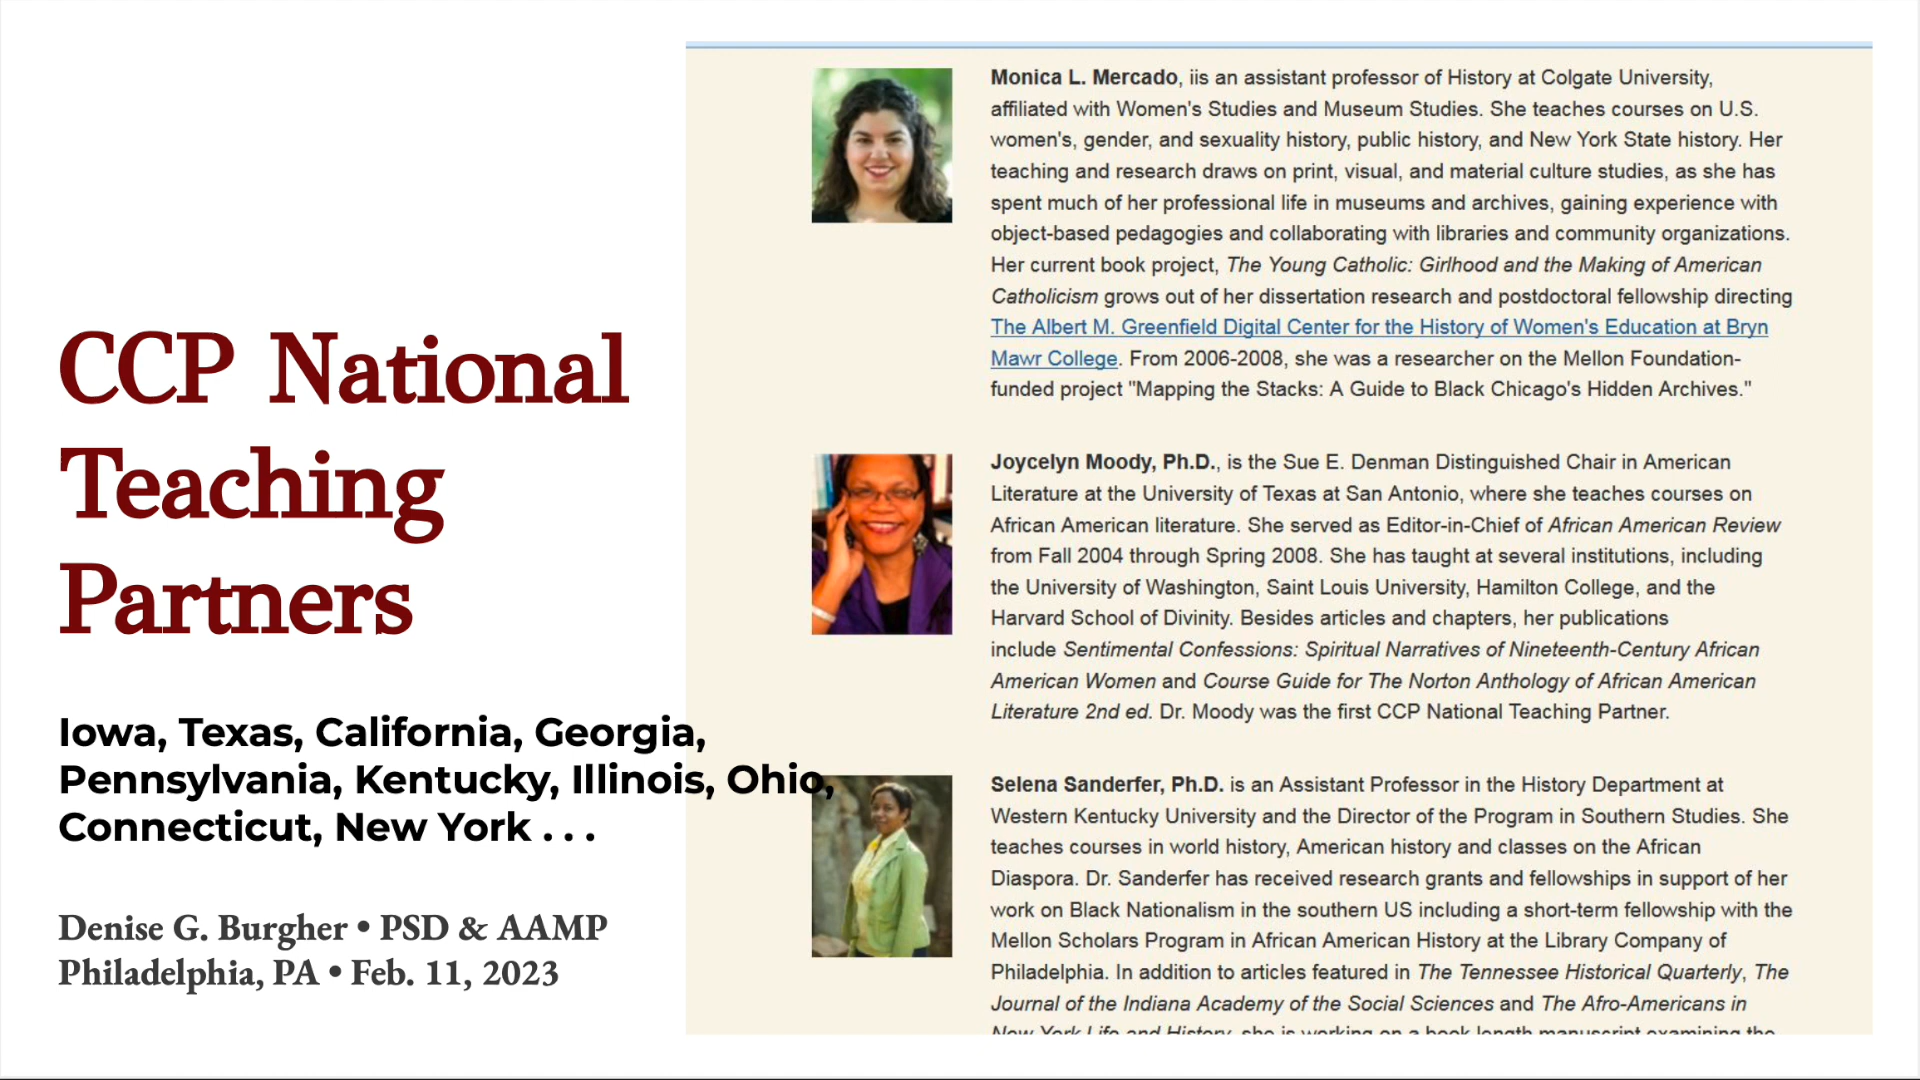 CCP National
Teaching
Partners
Iowa, Texas, California, Georgia,
Pennsylvania, Kentucky, Illinois, Ohio,
Connecticut, New York . . .
Denise G. Burgher • PSD & AAMP
Philadelphia, PA • Feb. 11, 2023
Monica L. Mercado, iis an assistant professor of History at Colgate University,
affiliated with Women's Studies and Museum Studies. She teaches courses on U.S.
women's, gender, and sexuality history, public history, and New York State history. Her
teaching and research draws on print, visual, and material culture studies, as she has
spent much of her professional life in museums and archives, gaining experience with
object-based pedagogies and collaborating with libraries and community organizations.
Her current book project, The Young Catholic: Girlhood and the Making of American
Catholicism grows out of her dissertation research and postdoctoral fellowship directing
The Albert M. Greenfield Digital Center for the History of Women's Education at Bryn
Mawr College. From 2006-2008, she was a researcher on the Mellon Foundation-
funded project "Mapping the Stacks: A Guide to Black Chicago's Hidden Archives."
Joycelyn Moody, Ph.D., is the Sue E. Denman Distinguished Chair in American
Literature at the University of Texas at San Antonio, where she teaches courses on
African American literature. She served as Editor-in-Chief of African American Review
from Fall 2004 through Spring 2008. She has taught at several institutions, including
the University of Washington, Saint Louis University, Hamilton College, and the
Harvard School of Divinity. Besides articles and chapters, her publications
include Sentimental Confessions: Spiritual Narratives of Nineteenth-Century African
American Women and Course Guide for The Norton Anthology of African American
Literature 2nd ed. Dr. Moody was the first CCP National Teaching Partner.
Selena Sanderfer, Ph.D. is an Assistant Professor in the History Department at
Western Kentucky University and the Director of the Program in Southern Studies. She
teaches courses in world history, American history and classes on the African
Diaspora. Dr. Sanderfer has received research grants and fellowships in support of her
work on Black Nationalism in the southern US including a short-term fellowship with the
Mellon Scholars Program in African American History at the Library Company of
Philadelphia. In addition to articles featured in The Tennessee Historical Quarterly, The
Journal of the Indiana Academy of the Social Sciences and The Afro-Americans in
New York Life and History, she is working on a book length manuscript examining the